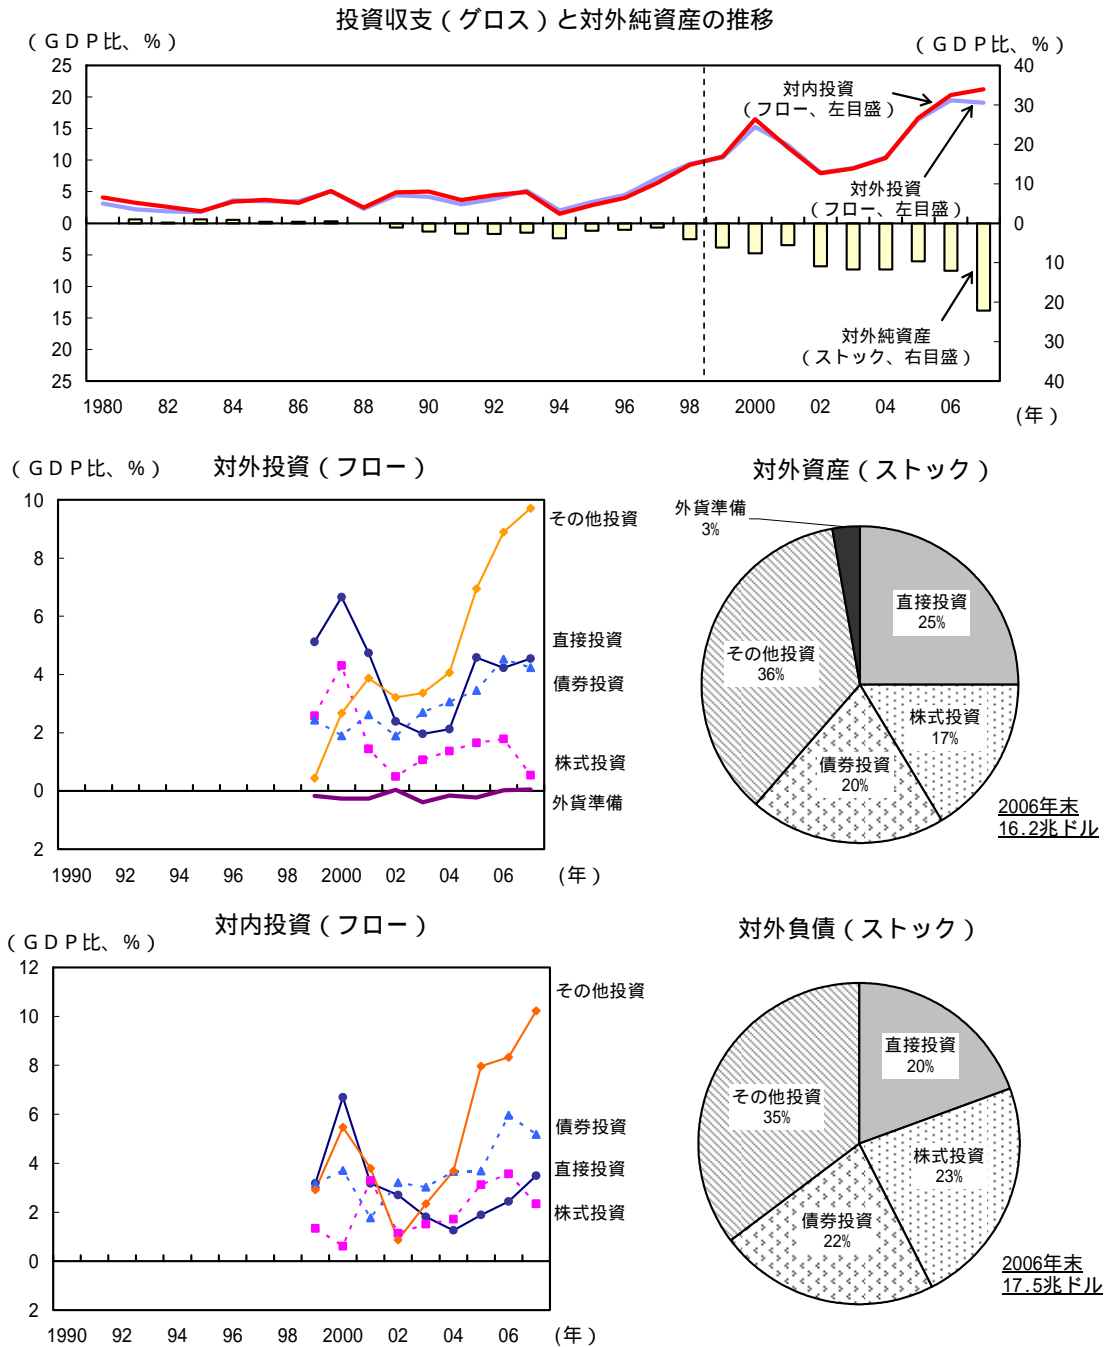 投資収支（グロス）と対外純資産の推移
（ＧＤＰ比、％）
（ＧＤＰ比、％）
25
20
15
10
5
0
5
10
15
20
25
40
30
20
10
0
10
20
30
40
対内投資
（フロー、左目盛）
対外投資
（フロー、左目盛）
対外純資産
（ストック、右目盛）
1980 82 84 86 88 90 92 94 96 98 2000 02 04 06
(年）
（ＧＤＰ比、％）
対外投資（フロー）
10
8
6
4
2
0
2
その他投資
直接投資
債券投資
株式投資
外貨準備
1990 92 94 96 98 2000 02 04 06
(年）
対外資産（ストック）
外貨準備
3%
直接投資
25%
その他投資
36%
株式投資
17%
債券投資
20%
2006年末
16.2兆ドル
（ＧＤＰ比、％）
対内投資（フロー）
12
10
8
6
4
2
0
2
その他投資
債券投資
直接投資
株式投資
1990 92 94 96 98 2000 02 04 06
(年）
対外負債（ストック）
直接投資
20%
その他投資
35%
株式投資
23%
債券投資
22%
2006年末
17.5兆ドル